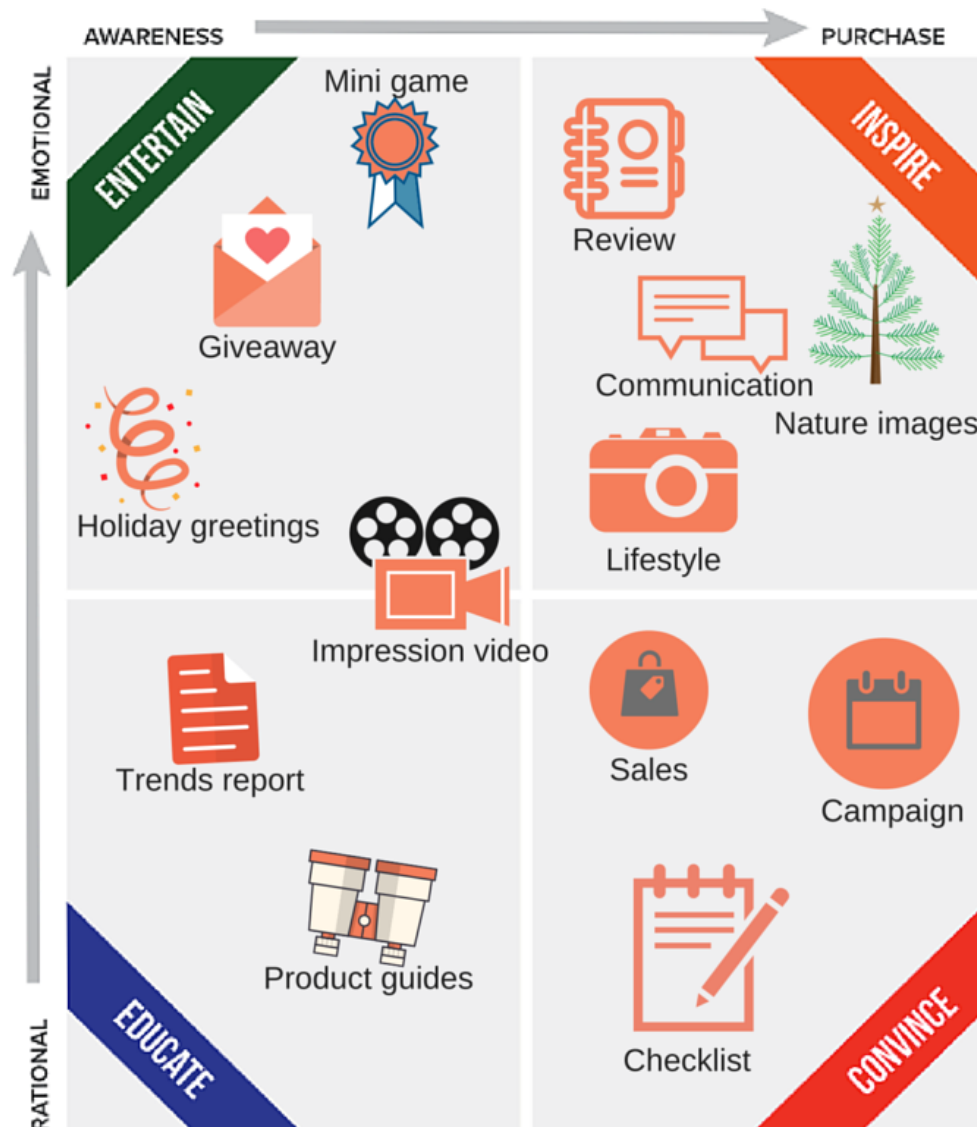 AWARENESS
PURCHASE
EMOTIONAL
ENTERTAIN
Mini game
INSPIRE
Review
Giveaway
Communication
Nature images
Holiday greetings
Lifestyle
Impression video
Trends report
Sales
Campaign
Product guides
Checklist
EDUCATE
CONVINCE
RATIONAL